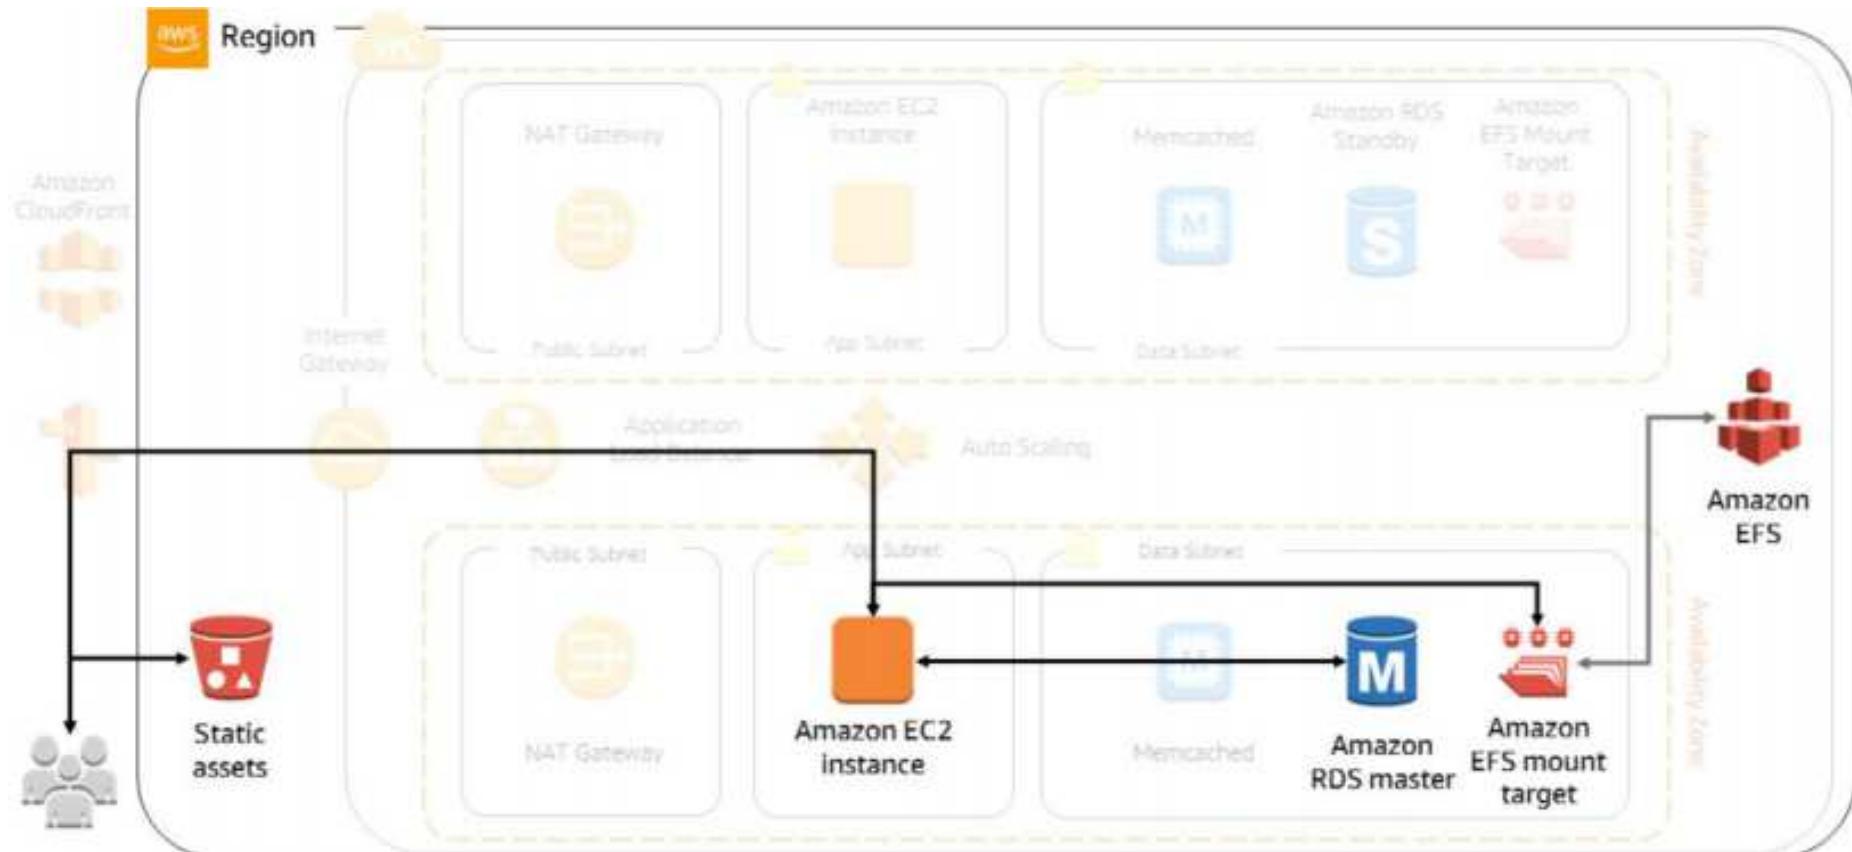 aws
Region
VPC
Amazon EC2
Instance
NAT Gateway
Memcached
Amazon RDS
Standby
Amazon
EFS Mount
Target
Availability Zone
Amazon
CloudFront
Public Subnet
App Subnet
Data Subnet
Internet
Gateway
Application
Load Balancer
Auto Scaling
Amazon
EFS
Public Subnet
App Subnet
Data Subnet
M
S
M
M
Static
assets
NAT Gateway
Amazon EC2
instance
Memcached
Amazon
RDS master
Amazon
EFS mount
target
Availability Zone